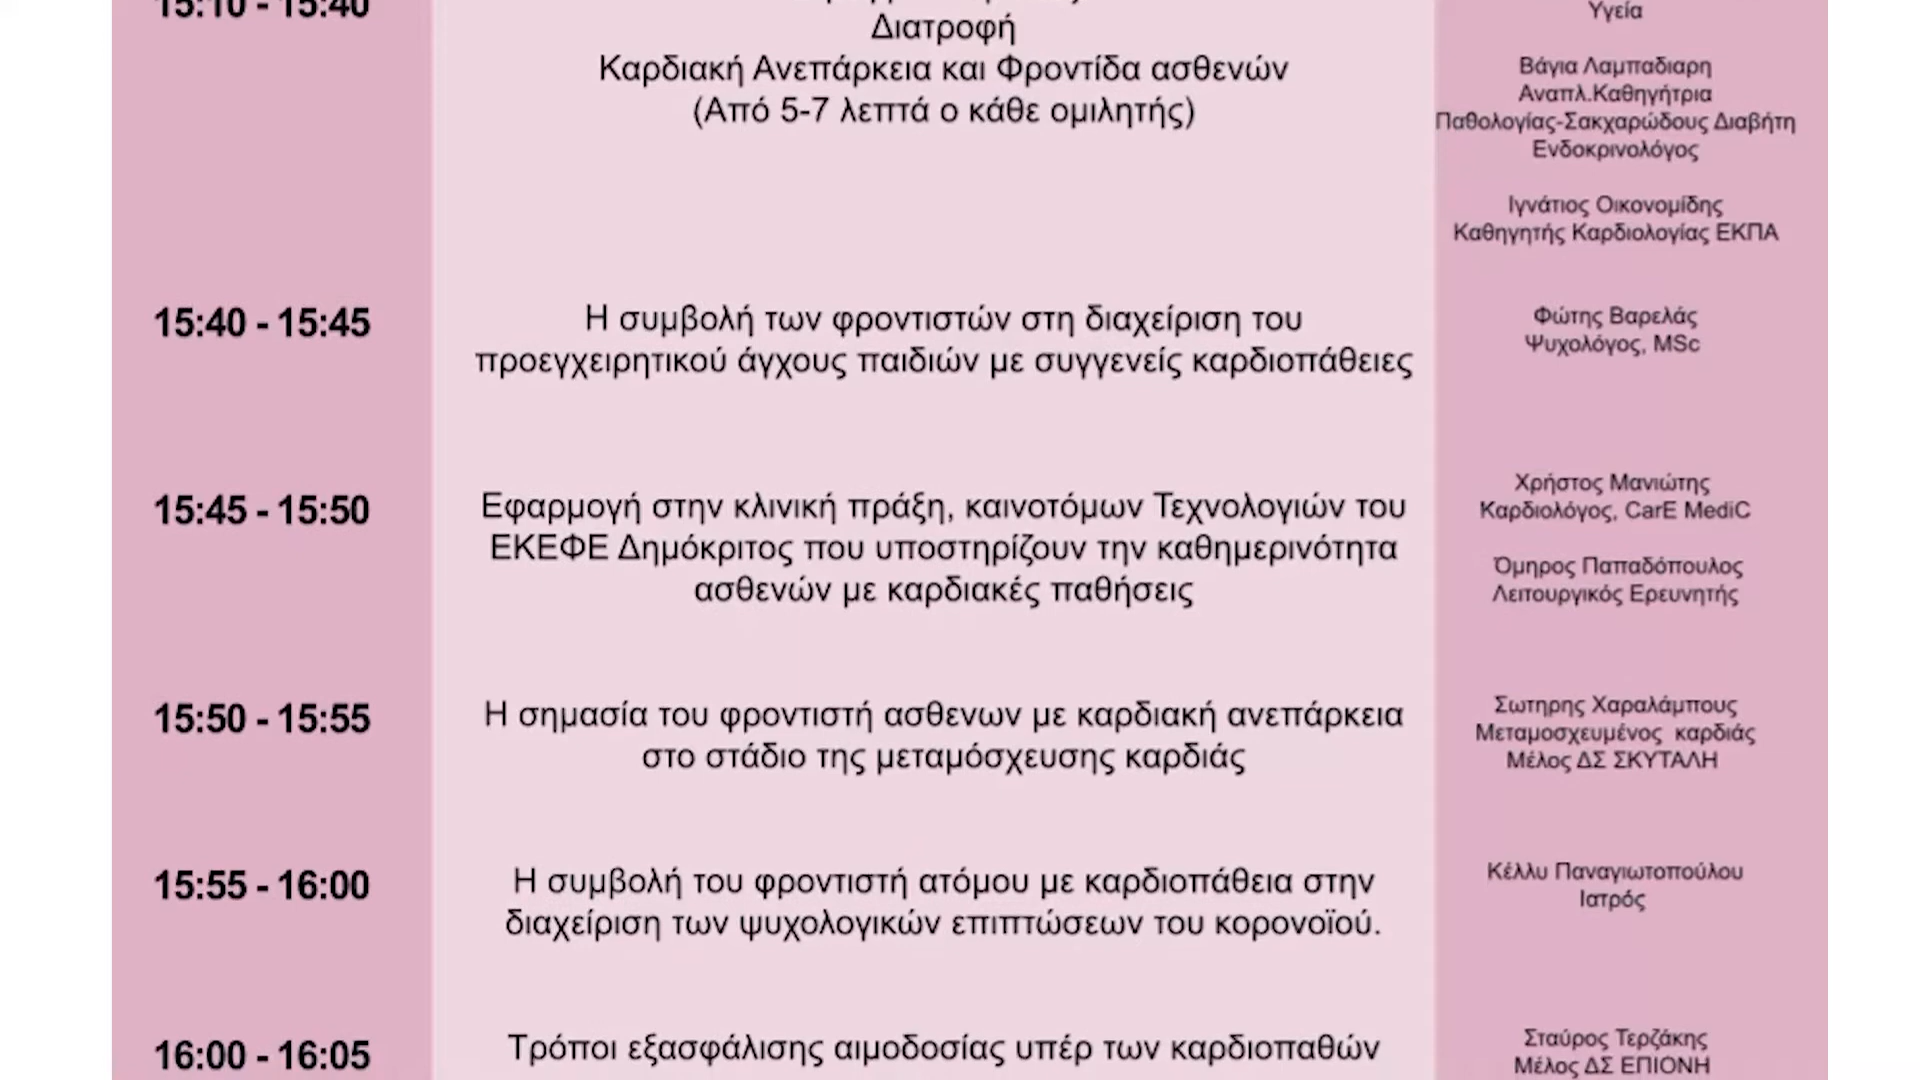 15:10 - 15:40
Διατροφή
Καρδιακή Ανεπάρκεια και Φροντίδα ασθενών
(Από 5-7 λεπτά ο κάθε ομιλητής)
Υγεία
Βάγια Λαμπαδιαρη
Αναπλ.Καθηγήτρια
Παθολογίας-Σακχαρώδους Διαβήτη
Ενδοκρινολόγος
Ιγνάτιος Οικονομίδης
Καθηγητής Καρδιολογίας ΕΚΠΑ
15:40 - 15:45
Η συμβολή των φροντιστών στη διαχείριση του
προεγχειρητικού άγχους παιδιών με συγγενείς καρδιοπάθειες
Φώτης Βαρελάς
Ψυχολόγος, MSc
15:45 - 15:50
Εφαρμογή στην κλινική πράξη, καινοτόμων Τεχνολογιών του
ΕΚΕΦΕ Δημόκριτος που υποστηρίζουν την καθημερινότητα
ασθενών με καρδιακές παθήσεις
Χρήστος Μανιώτης
Καρδιολόγος, CarE MediC
Όμηρος Παπαδόπουλος
Λειτουργικός Ερευνητής
15:50 - 15:55
Η σημασία του φροντιστή ασθενων με καρδιακή ανεπάρκεια
στο στάδιο της μεταμόσχευσης καρδιάς
Σωτηρης Χαραλάμπους
Μεταμοσχευμένος καρδιάς
Μέλος ΔΣ ΣΚΥΤΑΛΗ
15:55 - 16:00
Η συμβολή του φροντιστή ατόμου με καρδιοπάθεια στην
διαχείριση των ψυχολογικών επιπτώσεων του κορονοϊού.
Κέλλυ Παναγιωτοπούλου
Ιατρός
16:00 - 16:05
Τρόποι εξασφάλισης αιμοδοσίας υπέρ των καρδιοπαθών
Σταύρος Τερζάκης
Μέλος ΔΣ ΕΠΙΟΝΗ